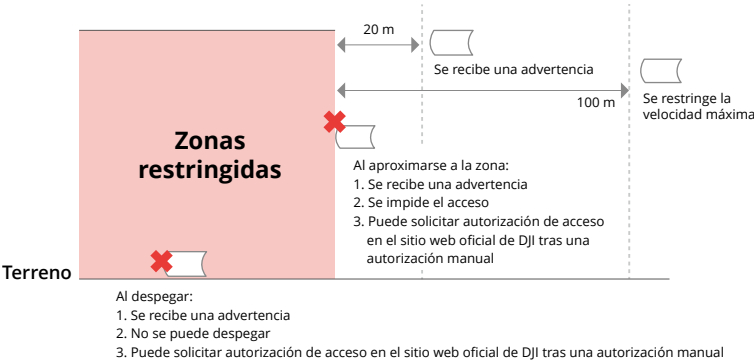 20 m
Se recibe una advertencia
100 m
Se restringe la
velocidad máxima
Zonas
restringidas
Al aproximarse a la zona:
1. Se recibe una advertencia
2. Se impide el acceso
3. Puede solicitar autorización de acceso
en el sitio web oficial de DJI tras una
autorización manual
Terreno
Al despegar:
1. Se recibe una advertencia
2. No se puede despegar
3. Puede solicitar autorización de acceso en el sitio web oficial de DJI tras una autorización manual